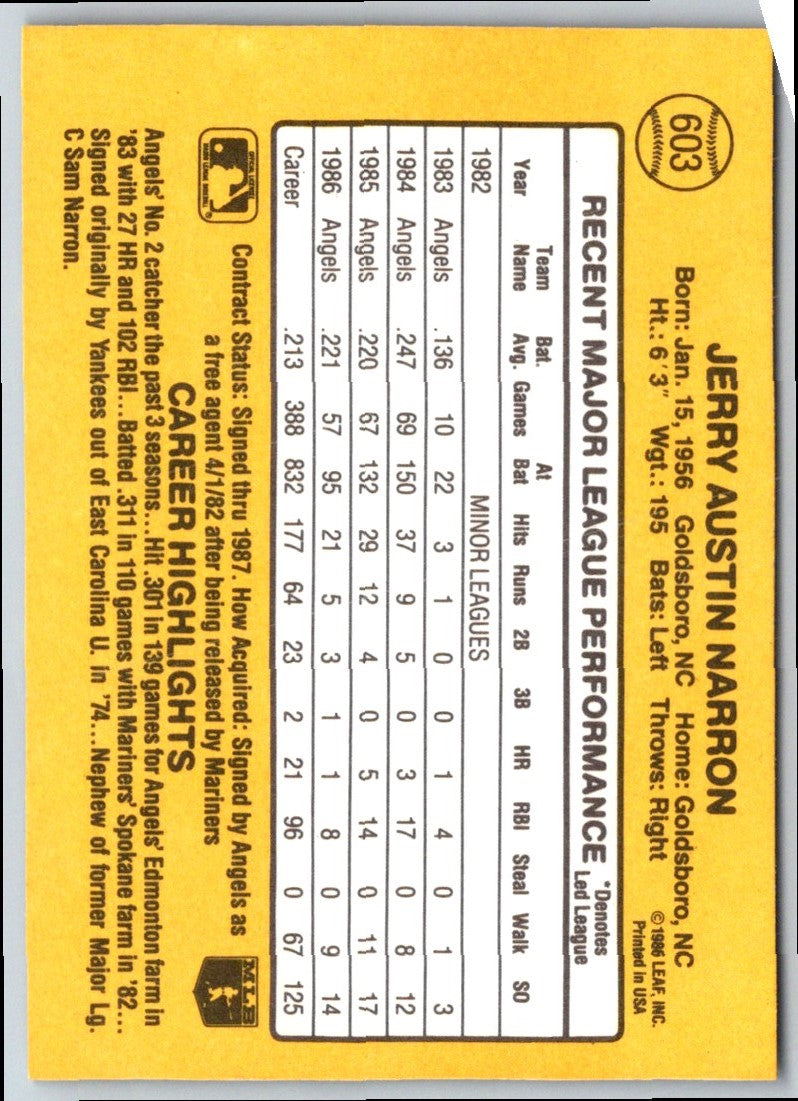 603
JERRY AUSTIN NARRON
Born: Jan. 15, 1956 Goldsboro, NC Home: Goldsboro, NC
Ht.: 6'3" Wgt.: 195 Bats: Left Throws: Right
©1986 LEAF, INC.
Printed in USA
RECENT MAJOR LEAGUE PERFORMANCE *Denotes Led League
Year Team Name Bat. Avg. Games At Bat Hits Runs 2B 3B HR RBI Steal Walk SO
1982 MINOR LEAGUES
1983 Angels .136 10 22 3 1 0 0 1 4 0 1 3
1984 Angels .247 69 150 37 9 5 0 3 17 0 8 12
1985 Angels .220 67 132 29 12 4 0 5 14 0 11 17
1986 Angels .221 57 95 21 5 3 1 1 8 0 9 14
Career .213 388 832 177 64 23 2 21 96 0 67 125
Contract Status: Signed thru 1987. How Acquired: Signed by Angels as
a free agent 4/1/82 after being released by Mariners
MLB
CAREER HIGHLIGHTS
Angels' No. 2 catcher the past 3 seasons...Hit .301 in 139 games for Angels' Edmonton farm in
'83 with 27 HR and 102 RBI...Batted .311 in 110 games with Mariners' Spokane farm in '82...
Signed originally by Yankees out of East Carolina U. in '74...Nephew of former Major Lg.
C Sam Narron.